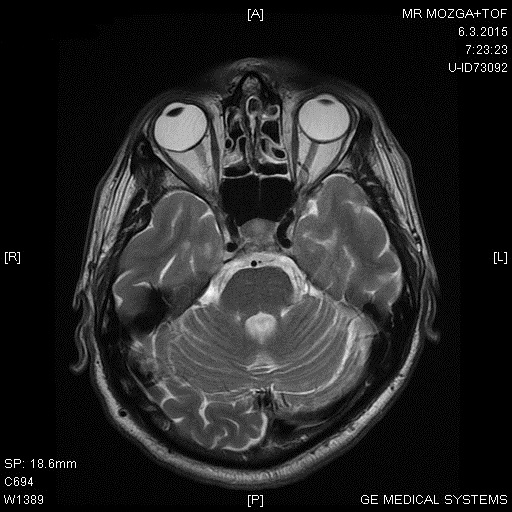 [A]
MR MOZGA+TOF
6.3.2015
7:23:23
U-ID73092
[R]
[L]
SP: 18.6mm
C694
W1389
[P]
GE MEDICAL SYSTEMS